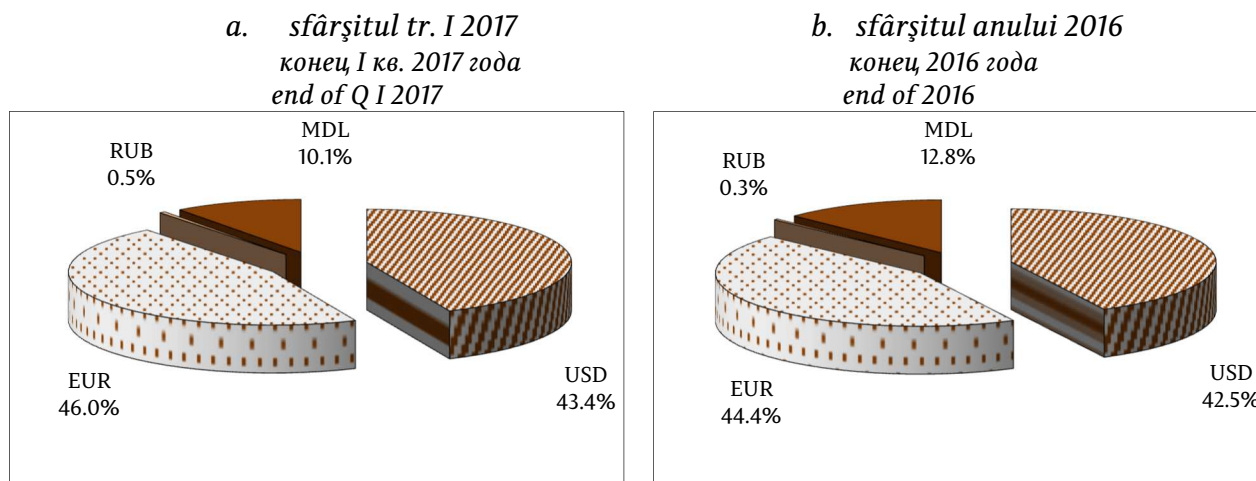 a. sfârşitul tr. I 2017
конец I кв. 2017 года
end of Q I 2017
MDL
10.1%
RUB
0.5%
EUR
46.0%
USD
43.4%
b. sfârşitul anului 2016
конец 2016 года
end of 2016
MDL
12.8%
RUB
0.3%
EUR
44.4%
USD
42.5%